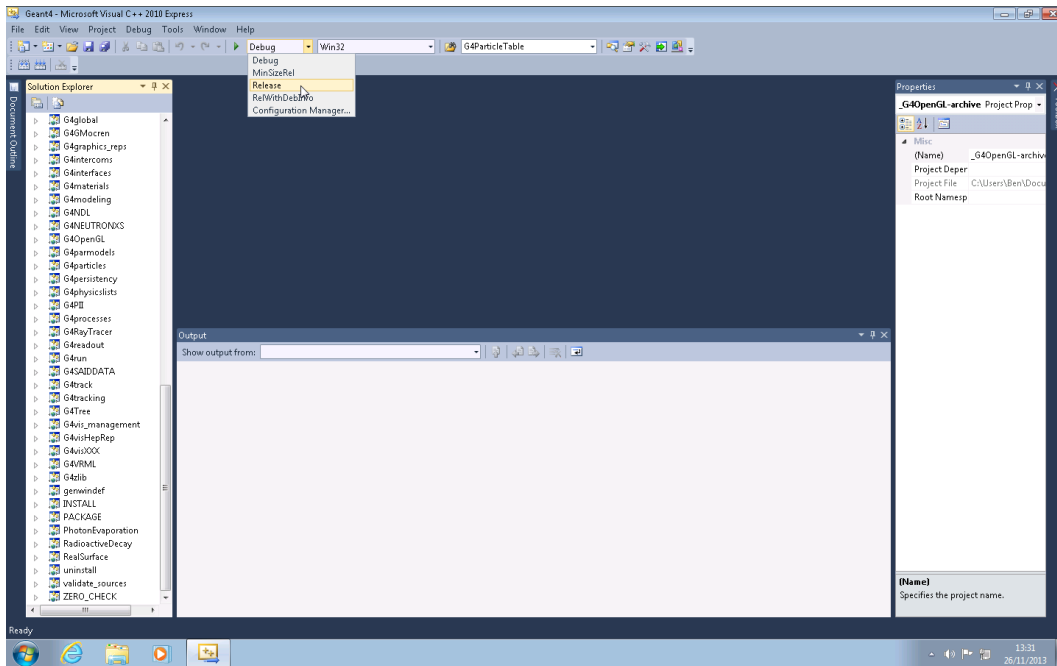 Geant4 - Microsoft Visual C++ 2010 Express
File Edit View Project Debug Tools Window Help
Debug Win32 G4ParticleTable
Debug
MinSizeRel
Release
RelWithDebInfo
Configuration Manager...
Document Outline
Solution Explorer
G4global
G4GMocren
G4graphics_reps
G4intercoms
G4interfaces
G4materials
G4modeling
G4NDL
G4NEUTRONXS
G4OpenGL
G4parmodels
G4particles
G4persistency
G4physicslists
G4PII
G4processes
G4RayTracer
G4readout
G4run
G4SAIDDATA
G4track
G4tracking
G4Tree
G4vis_management
G4visHepRep
G4visXXX
G4VRML
G4zlib
genwindef
INSTALL
PACKAGE
PhotonEvaporation
RadioactiveDecay
RealSurface
uninstall
validate_sources
ZERO_CHECK
Output
Show output from:
Properties
_G4OpenGL-archive Project Prop
Misc
(Name) _G4OpenGL-archiv
Project Deper
Project File C:\Users\Ben\Docu
Root Namesp
(Name)
Specifies the project name.
Ready
13:31
26/11/2013